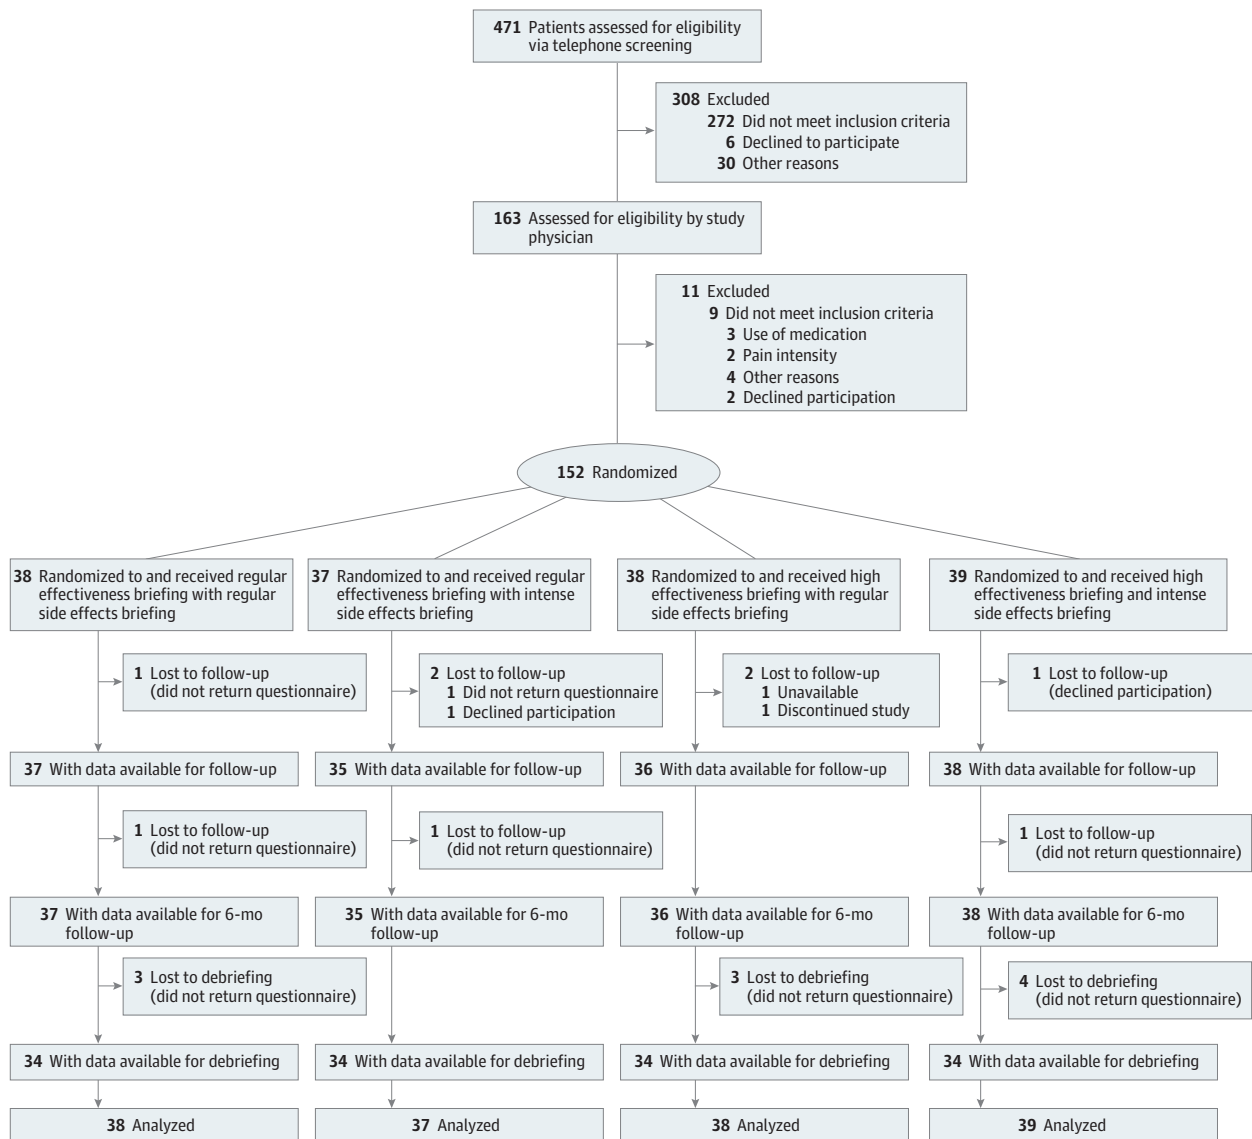 471 Patients assessed for eligibility
via telephone screening
308 Excluded
272 Did not meet inclusion criteria
6 Declined to participate
30 Other reasons
163 Assessed for eligibility by study
physician
11 Excluded
9 Did not meet inclusion criteria
3 Use of medication
2 Pain intensity
4 Other reasons
2 Declined participation
152 Randomized
38 Randomized to and received regular
effectiveness briefing with regular
side effects briefing
37 Randomized to and received regular
effectiveness briefing with intense
side effects briefing
38 Randomized to and received high
effectiveness briefing with regular
side effects briefing
39 Randomized to and received high
effectiveness briefing and intense
side effects briefing
1 Lost to follow-up
(did not return questionnaire)
2 Lost to follow-up
1 Did not return questionnaire
1 Declined participation
2 Lost to follow-up
1 Unavailable
1 Discontinued study
1 Lost to follow-up
(declined participation)
37 With data available for follow-up
35 With data available for follow-up
36 With data available for follow-up
38 With data available for follow-up
1 Lost to follow-up
(did not return questionnaire)
1 Lost to follow-up
(did not return questionnaire)
1 Lost to follow-up
(did not return questionnaire)
37 With data available for 6-mo
follow-up
35 With data available for 6-mo
follow-up
36 With data available for 6-mo
follow-up
38 With data available for 6-mo
follow-up
3 Lost to debriefing
(did not return questionnaire)
3 Lost to debriefing
(did not return questionnaire)
4 Lost to debriefing
(did not return questionnaire)
34 With data available for debriefing
34 With data available for debriefing
34 With data available for debriefing
34 With data available for debriefing
38 Analyzed
37 Analyzed
38 Analyzed
39 Analyzed